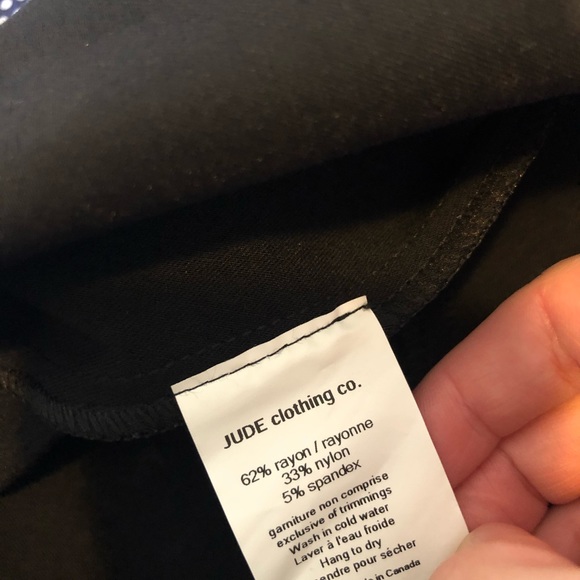 JUDE clothing co.
62% rayon / rayonne
33% nylon
5% spandex
garniture non comprise
exclusive of trimmings
Wash in cold water
Laver à l'eau froide
Hang to dry
pour sécher
in Canada